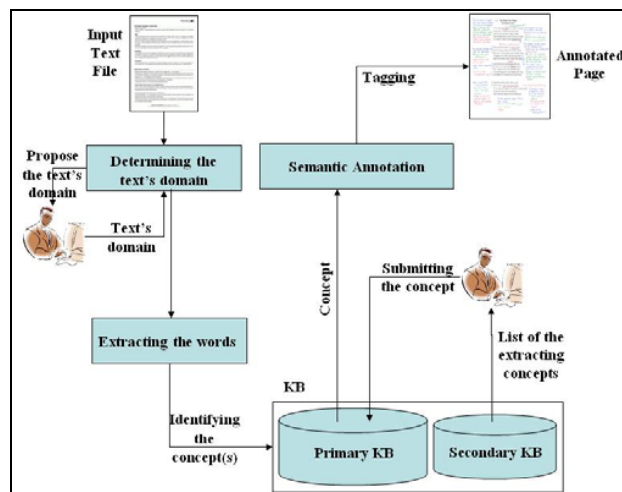 Input
Text
File
Annotated
Page
Tagging
Propose
the text's
domain
Determining the
text's domain
Semantic Annotation
Text's
domain
Submitting
the concept
Concept
Extracting the words
List of the
extracting
concepts
KB
Identifying
the
concept(s)
Primary KB
Secondary KB